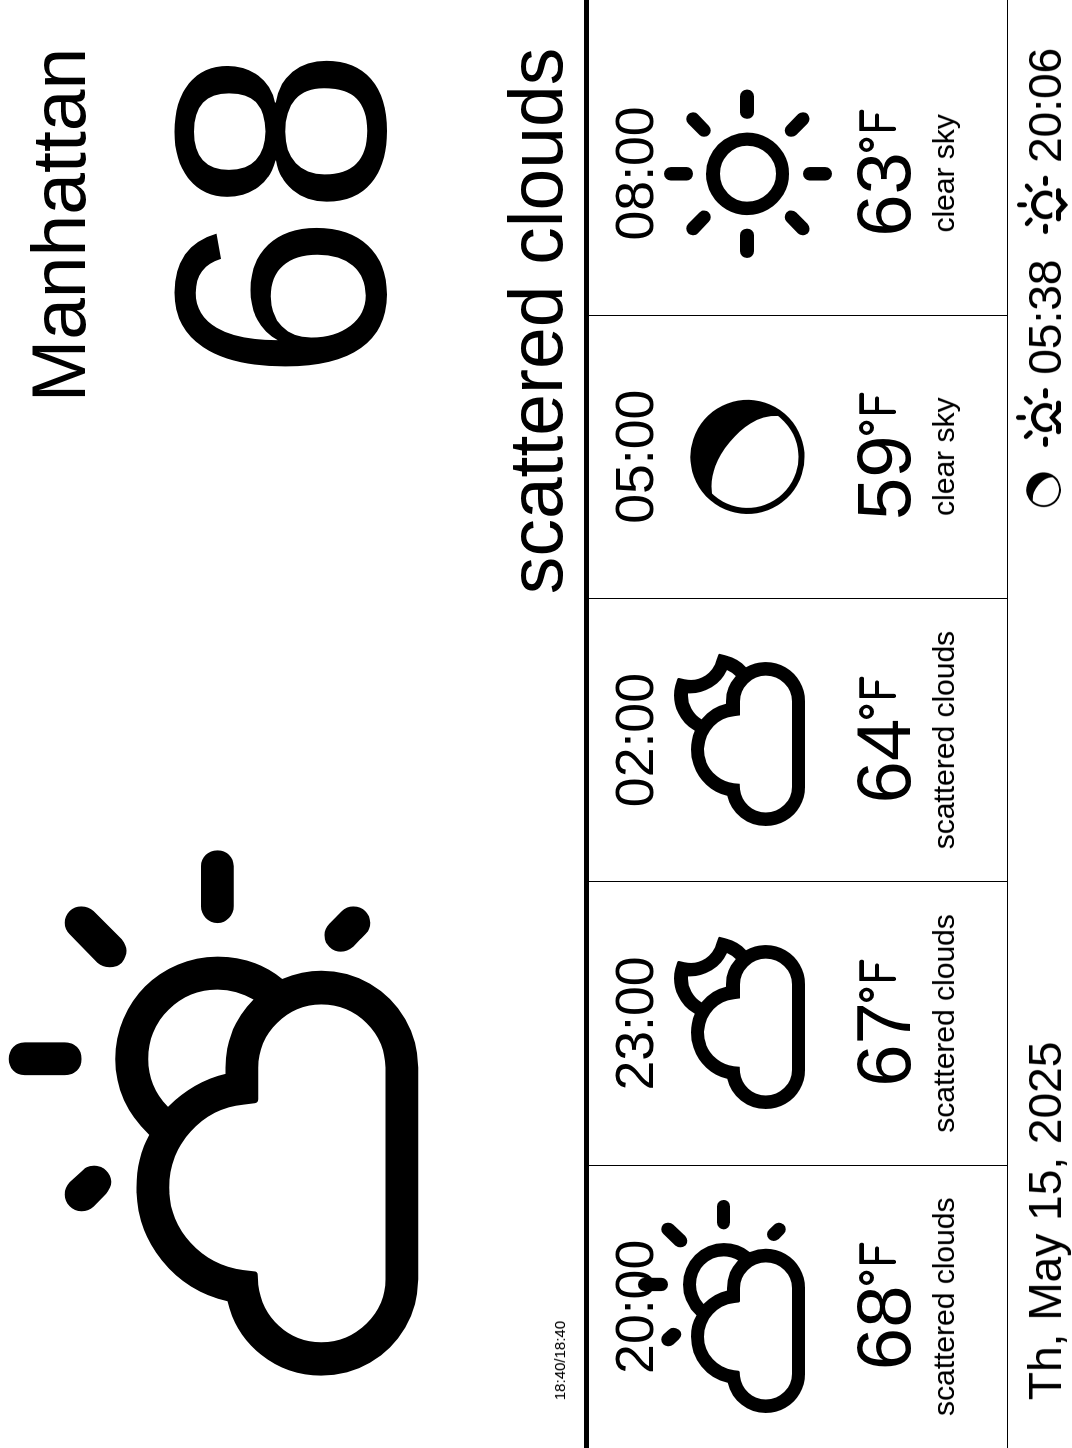 Manhattan
68
scattered clouds
18:40/18:40
20:00
68°F
scattered clouds
23:00
67°F
scattered clouds
02:00
64°F
scattered clouds
05:00
59°F
clear sky
08:00
63°F
clear sky
Th, May 15, 2025
05:38
20:06